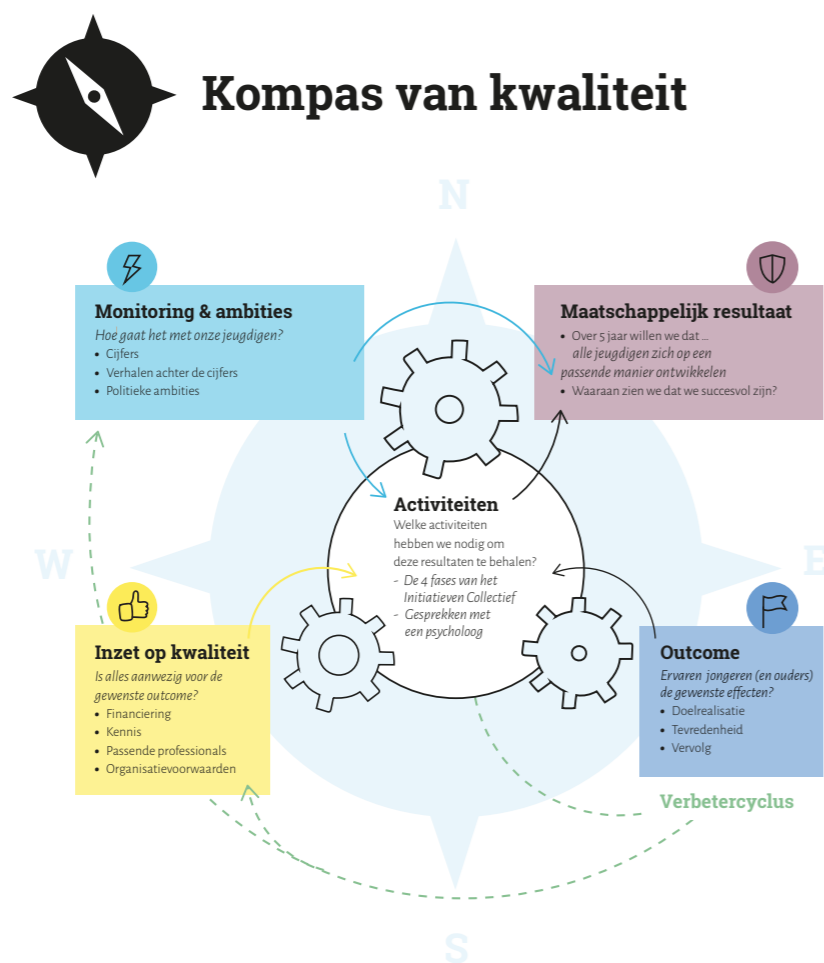 Kompas van kwaliteit
N
Monitoring & ambities
Hoe gaat het met onze jeugdigen?
• Cijfers
• Verhalen achter de cijfers
• Politieke ambities
Maatschappelijk resultaat
• Over 5 jaar willen we dat ...
alle jeugdigen zich op een
passende manier ontwikkelen
• Waaraan zien we dat we succesvol zijn?
Activiteiten
Welke activiteiten
hebben we nodig om
deze resultaten te behalen?
- De 4 fases van het
Initiatieven Collectief
- Gesprekken met
een psycholoog
W
E
Inzet op kwaliteit
Is alles aanwezig voor de
gewenste outcome?
• Financiering
• Kennis
• Passende professionals
• Organisatievoorwaarden
Outcome
Ervaren jongeren (en ouders)
de gewenste effecten?
• Doelrealisatie
• Tevredenheid
• Vervolg
Verbetercyclus
S